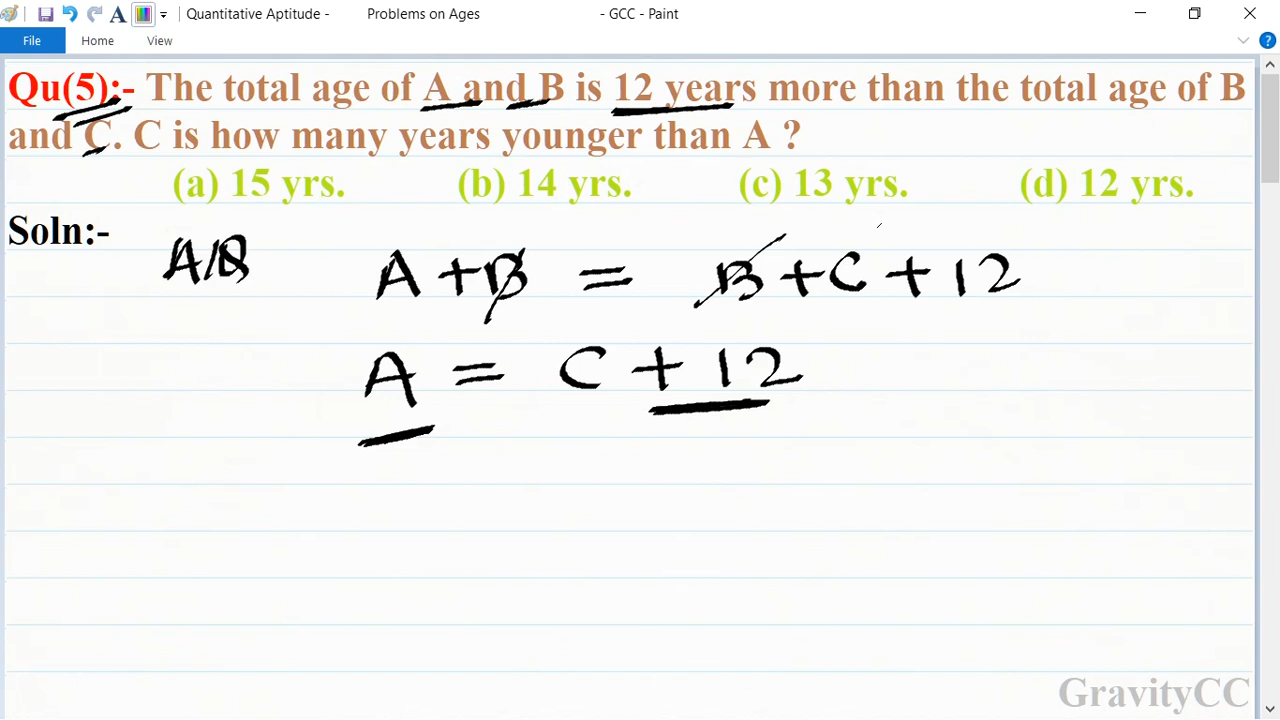 Quantitative Aptitude - Problems on Ages - GCC - Paint
File Home View
Qu(5):- The total age of A and B is 12 years more than the total age of B
and C. C is how many years younger than A ?
(a) 15 yrs. (b) 14 yrs. (c) 13 yrs. (d) 12 yrs.
Soln:-
A/Q A + B = B + C + 12
A = C + 12
GravityCC